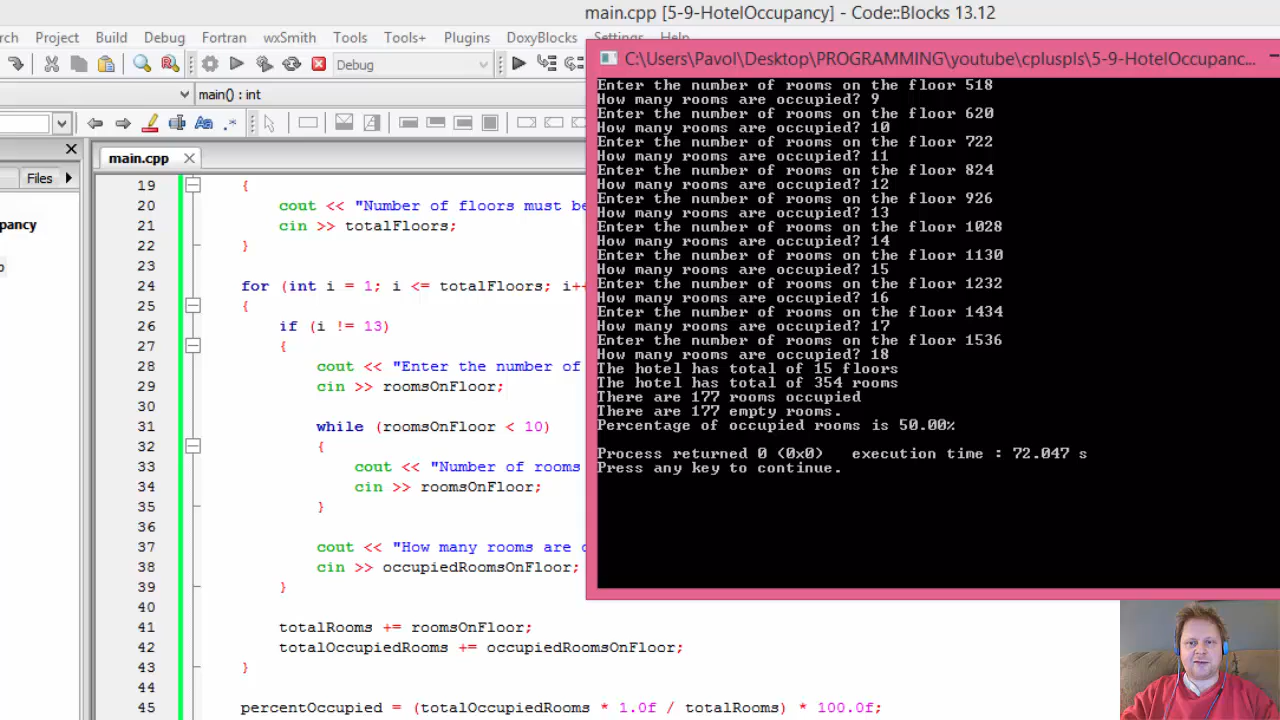 main.cpp [5-9-HotelOccupancy] - Code::Blocks 13.12
rch Project Build Debug Fortran wxSmith Tools Tools+ Plugins DoxyBlocks Settings Help
Debug
main() : int
main.cpp
Files
pancy
19 {
20 cout << "Number of floors must be
21 cin >> totalFloors;
22 }
23
24 for (int i = 1; i <= totalFloors; i++
25 {
26 if (i != 13)
27 {
28 cout << "Enter the number of
29 cin >> roomsOnFloor;
30
31 while (roomsOnFloor < 10)
32 {
33 cout << "Number of rooms
34 cin >> roomsOnFloor;
35 }
36
37 cout << "How many rooms are o
38 cin >> occupiedRoomsOnFloor;
39 }
40
41 totalRooms += roomsOnFloor;
42 totalOccupiedRooms += occupiedRoomsOnFloor;
43 }
44
45 percentOccupied = (totalOccupiedRooms * 1.0f / totalRooms) * 100.0f;
C:\Users\Pavol\Desktop\PROGRAMMING\youtube\cpluspls\5-9-HotelOccupanc...
Enter the number of rooms on the floor 518
How many rooms are occupied? 9
Enter the number of rooms on the floor 620
How many rooms are occupied? 10
Enter the number of rooms on the floor 722
How many rooms are occupied? 11
Enter the number of rooms on the floor 824
How many rooms are occupied? 12
Enter the number of rooms on the floor 926
How many rooms are occupied? 13
Enter the number of rooms on the floor 1028
How many rooms are occupied? 14
Enter the number of rooms on the floor 1130
How many rooms are occupied? 15
Enter the number of rooms on the floor 1232
How many rooms are occupied? 16
Enter the number of rooms on the floor 1434
How many rooms are occupied? 17
Enter the number of rooms on the floor 1536
How many rooms are occupied? 18
The hotel has total of 15 floors
The hotel has total of 354 rooms
There are 177 rooms occupied
There are 177 empty rooms.
Percentage of occupied rooms is 50.00%
Process returned 0 (0x0) execution time : 72.047 s
Press any key to continue.